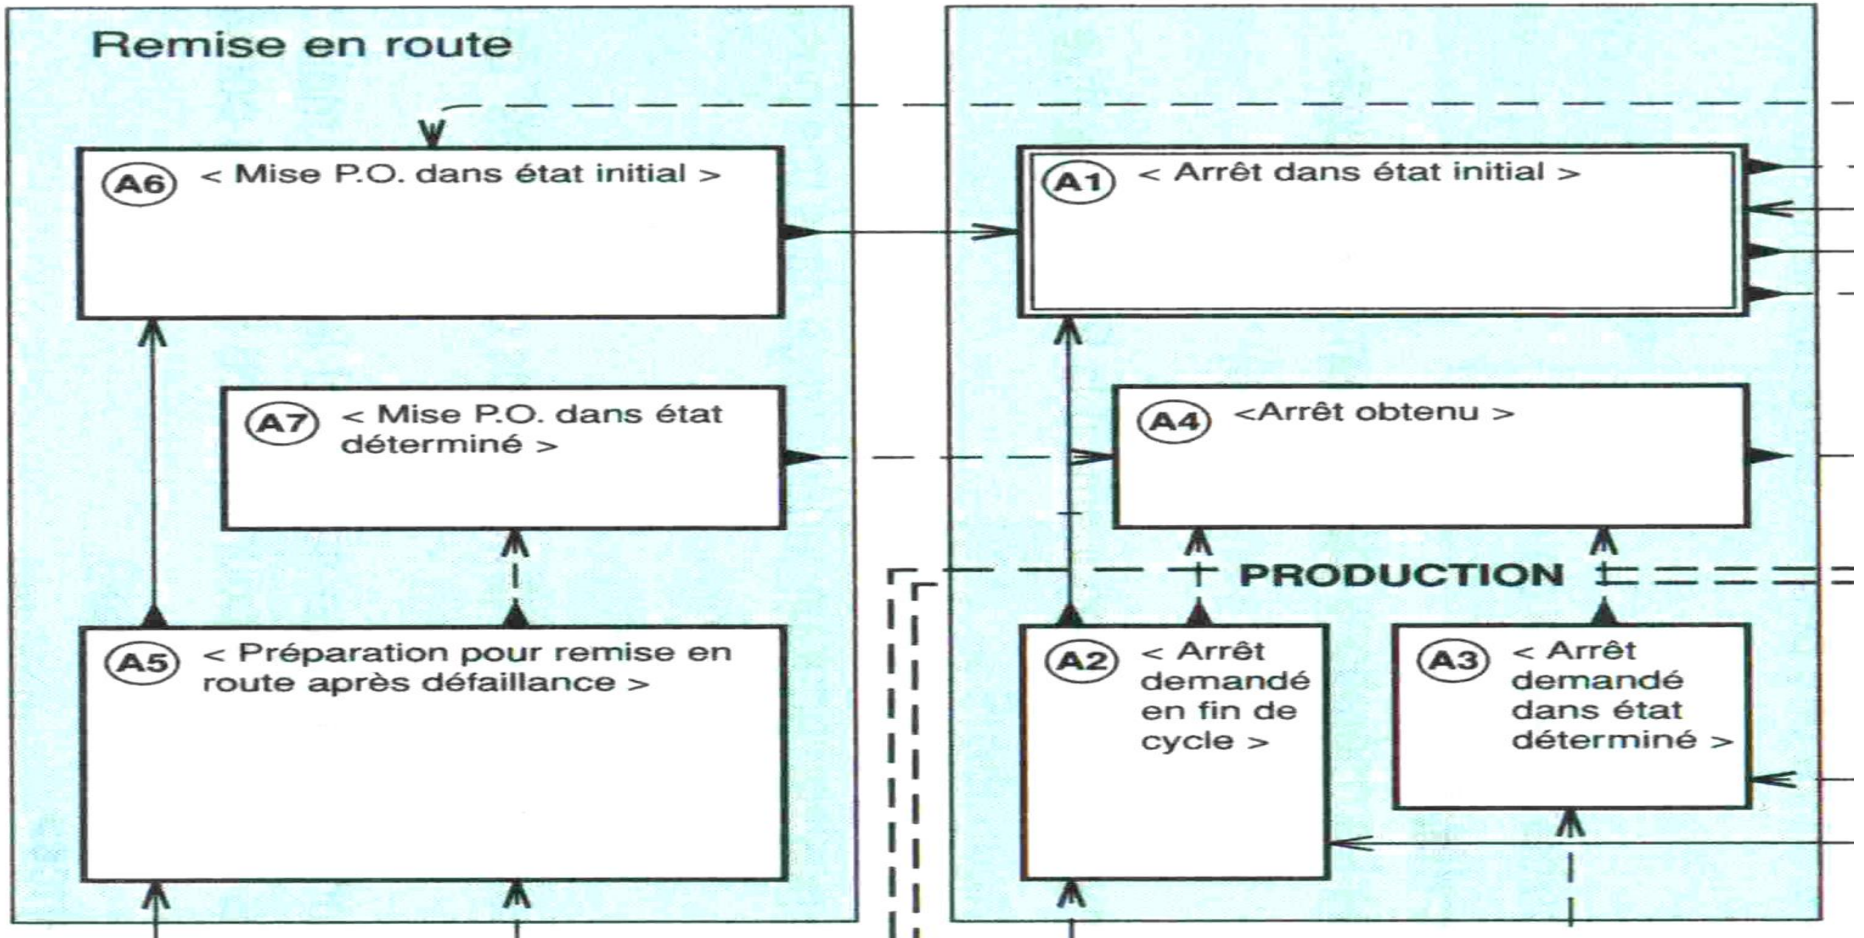 Remise en route
A6 < Mise P.O. dans état initial >
A7 < Mise P.O. dans état
déterminé >
A5 < Préparation pour remise en
route après défaillance >
A1 < Arrêt dans état initial >
A4 <Arrêt obtenu >
PRODUCTION
A2 < Arrêt
demandé
en fin de
cycle >
A3 < Arrêt
demandé
dans état
déterminé >